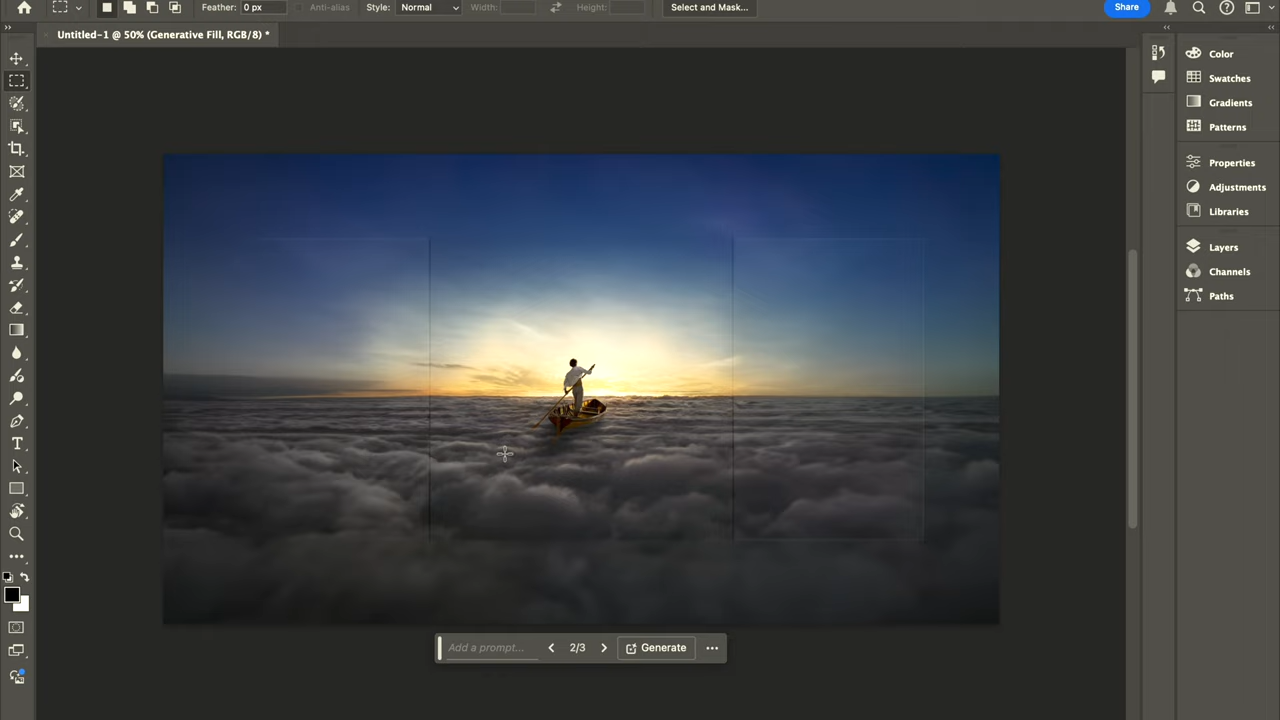 Feather: 0 px Anti-alias Style: Normal Width: Height: Select and Mask... Share
Untitled-1 @ 50% (Generative Fill, RGB/8) *
Color
Swatches
Gradients
Patterns
Properties
Adjustments
Libraries
Layers
Channels
Paths
Add a prompt... 2/3 Generate